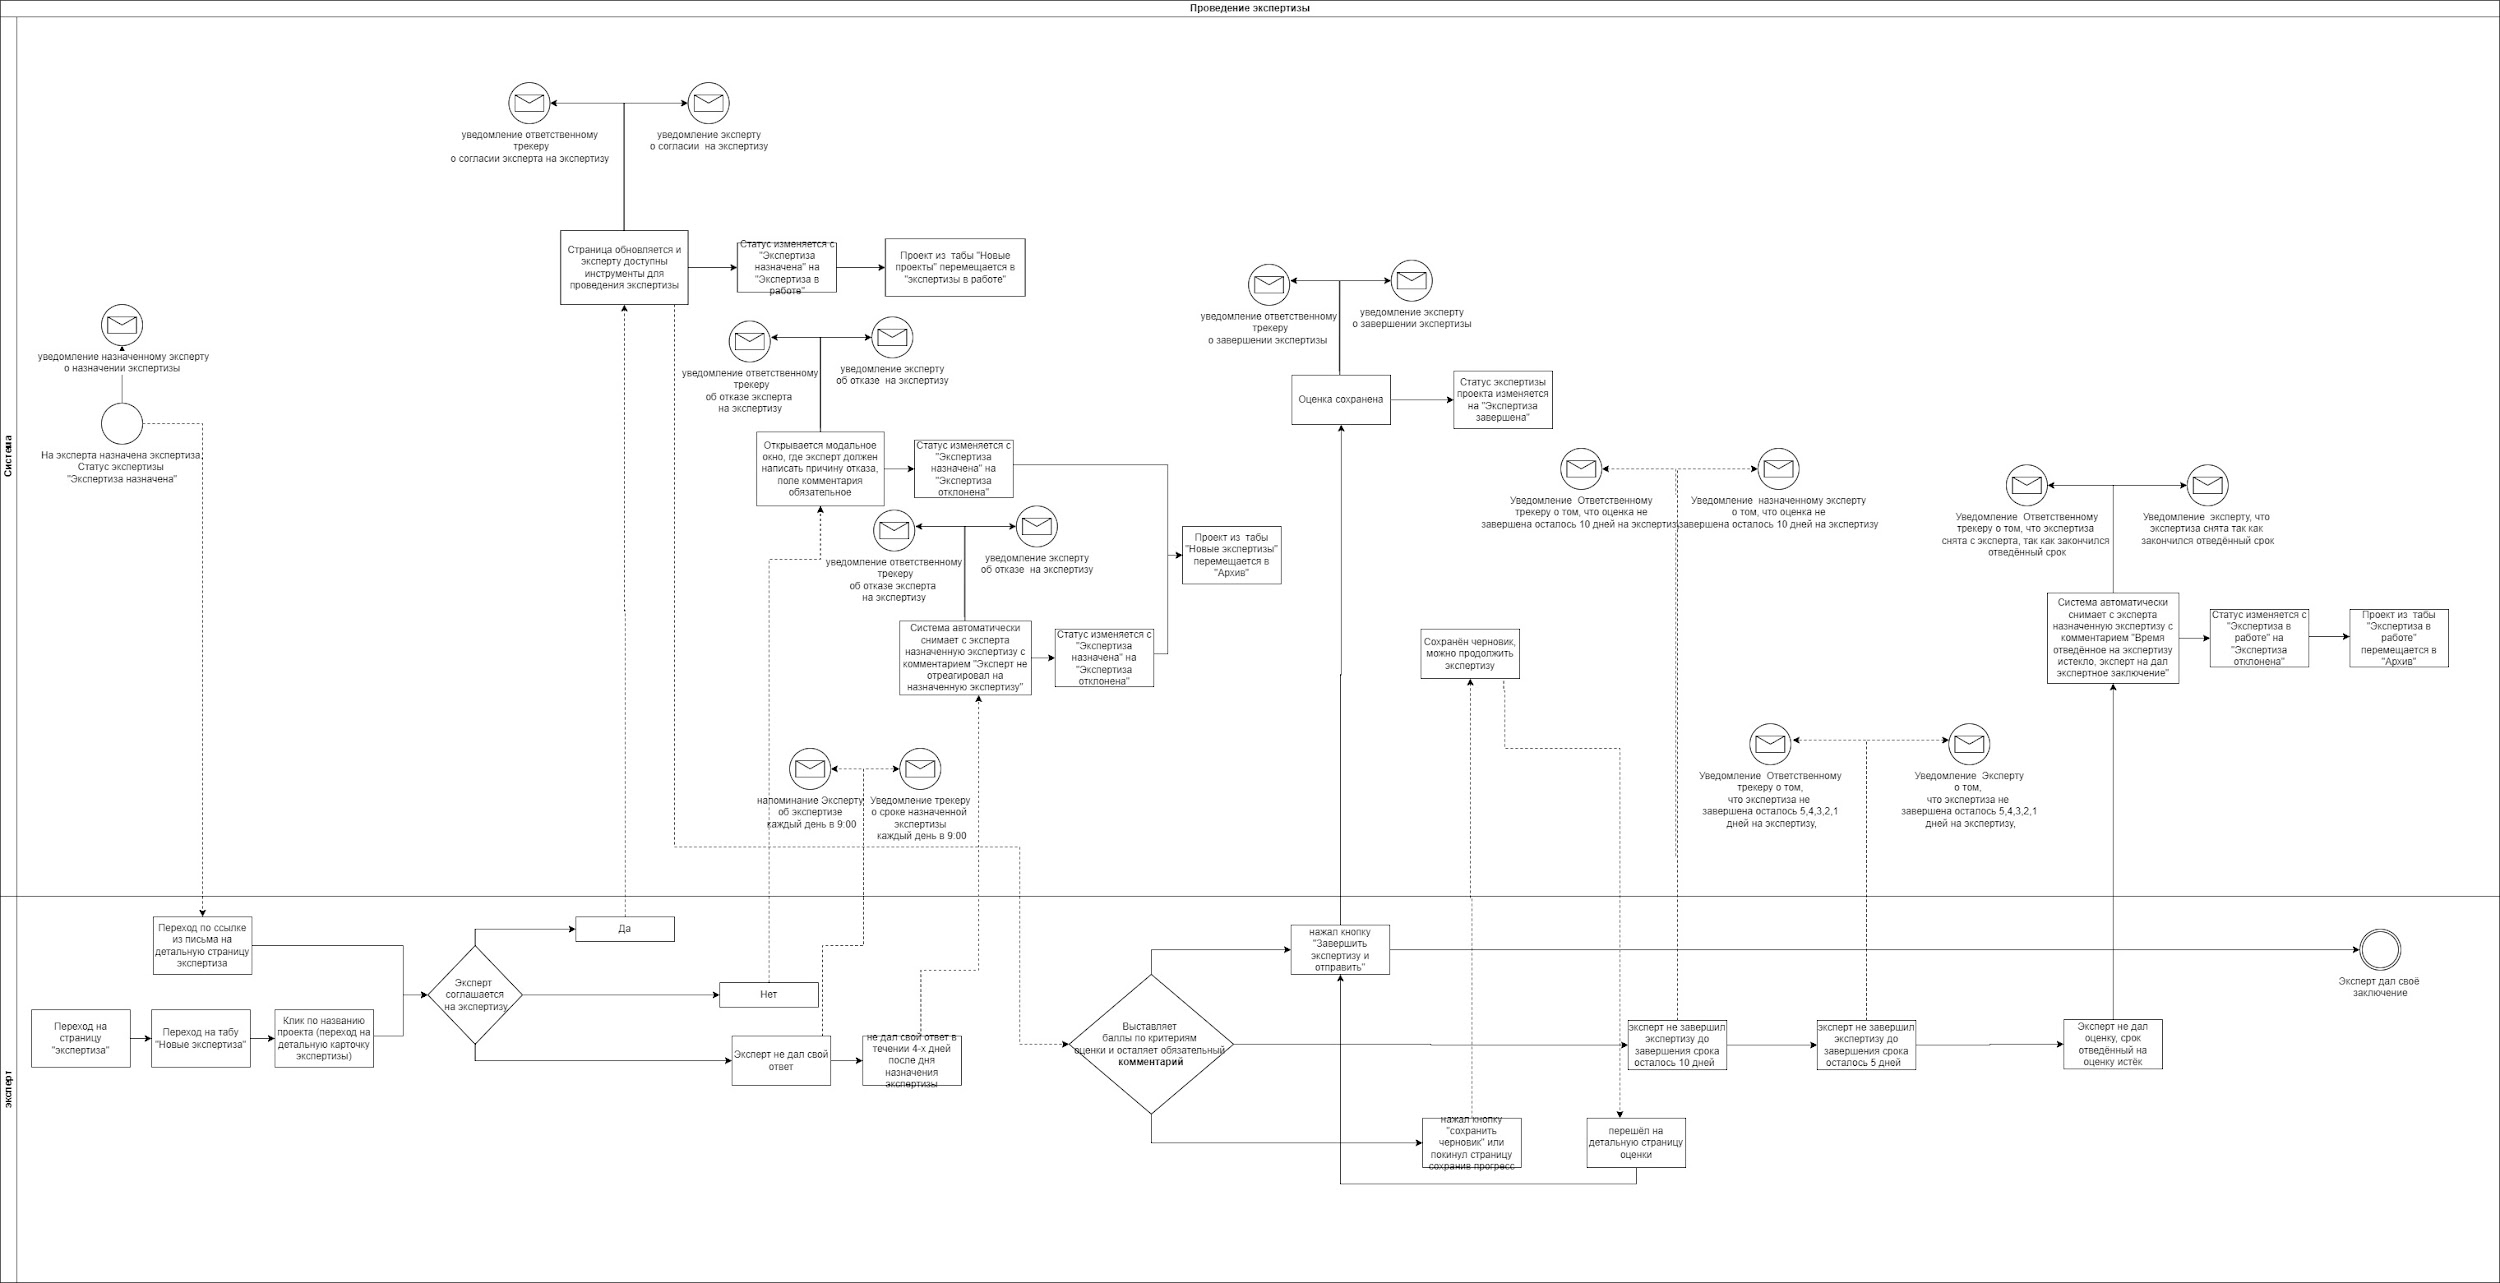 Проведение экспертизы
Система
уведомление ответственному
трекеру
о согласии эксперта на экспертизу
уведомление эксперту
о согласии на экспертизу
Страница обновляется и
эксперту доступны
инструменты для
проведения экспертизы
Статус изменяется с
"Экспертиза
назначена" на
"Экспертиза в
работе"
Проект из табы "Новые
проекты" перемещается в
"экспертизы в работе"
уведомление назначенному эксперту
о назначении экспертизы
На эксперта назначена экспертиза
Статус экспертизы
"Экспертиза назначена"
уведомление ответственному
трекеру
об отказе эксперта
на экспертизу
уведомление эксперту
об отказе на экспертизу
Открывается модальное
окно, где эксперт должен
написать причину отказа,
поле комментария
обязательное
Статус изменяется с
"Экспертиза
назначена" на
"Экспертиза
отклонена"
уведомление ответственному
трекеру
об отказе эксперта
на экспертизу
уведомление эксперту
об отказе на экспертизу
Проект из табы
"Новые экспертизы"
перемещается в
"Архив"
Система автоматически
снимает с эксперта
назначенную экспертизу с
комментарием "Эксперт не
отреагировал на
назначенную экспертизу"
Статус изменяется с
"Экспертиза
назначена" на
"Экспертиза
отклонена"
напоминание Эксперту
об экспертизе
каждый день в 9:00
Уведомление трекеру
о сроке назначенной
экспертизы
каждый день в 9:00
уведомление ответственному
трекеру
о завершении экспертизы
уведомление эксперту
о завершении экспертизы
Оценка сохранена
Статус экспертизы
проекта изменяется
на "Экспертиза
завершена"
Уведомление Ответственному
трекеру о том, что оценка не
завершена осталось 10 дней на экспертизу
Уведомление назначенному эксперту
о том, что оценка не
завершена осталось 10 дней на экспертизу
Сохранён черновик,
можно продолжить
экспертизу
Уведомление Ответственному
трекеру о том,
что экспертиза не
завершена осталось 5,4,3,2,1
дней на экспертизу,
Уведомление Эксперту
о том,
что экспертиза не
завершена осталось 5,4,3,2,1
дней на экспертизу,
Уведомление Ответственному
трекеру о том, что экспертиза
снята с эксперта, так как закончился
отведённый срок
Уведомление эксперту, что
экспертиза снята так как
закончился отведённый срок
Система автоматически
снимает с эксперта
назначенную экспертизу с
комментарием "Время
отведённое на экспертизу
истекло, эксперт на дал
экспертное заключение"
Статус изменяется с
"Экспертиза в
работе" на
"Экспертиза
отклонена"
Проект из табы
"Экспертиза в
работе"
перемещается в
"Архив"
эксперт
Переход по ссылке
из письма на
детальную страницу
экспертиза
Переход на
страницу
"экспертиза"
Переход на табу
"Новые экспертиза"
Клик по названию
проекта (переход на
детальную карточку
экспертизы)
Эксперт
соглашается
на экспертизу
Да
Нет
Эксперт не дал свой
ответ
не дал свой ответ в
течении 4-х дней
после дня
назначения
экспертизы
Выставляет
баллы по критериям
оценки и осталяет обязательный
комментарий
нажал кнопку
"Завершить
экспертизу и
отправить"
нажал кнопку
"сохранить
черновик" или
покинул страницу
сохранив прогресс
перешёл на
детальную страницу
оценки
эксперт не завершил
экспертизу до
завершения срока
осталось 10 дней
эксперт не завершил
экспертизу до
завершения срока
осталось 5 дней
Эксперт не дал
оценку, срок
отведённый на
оценку истёк
Эксперт дал своё
заключение